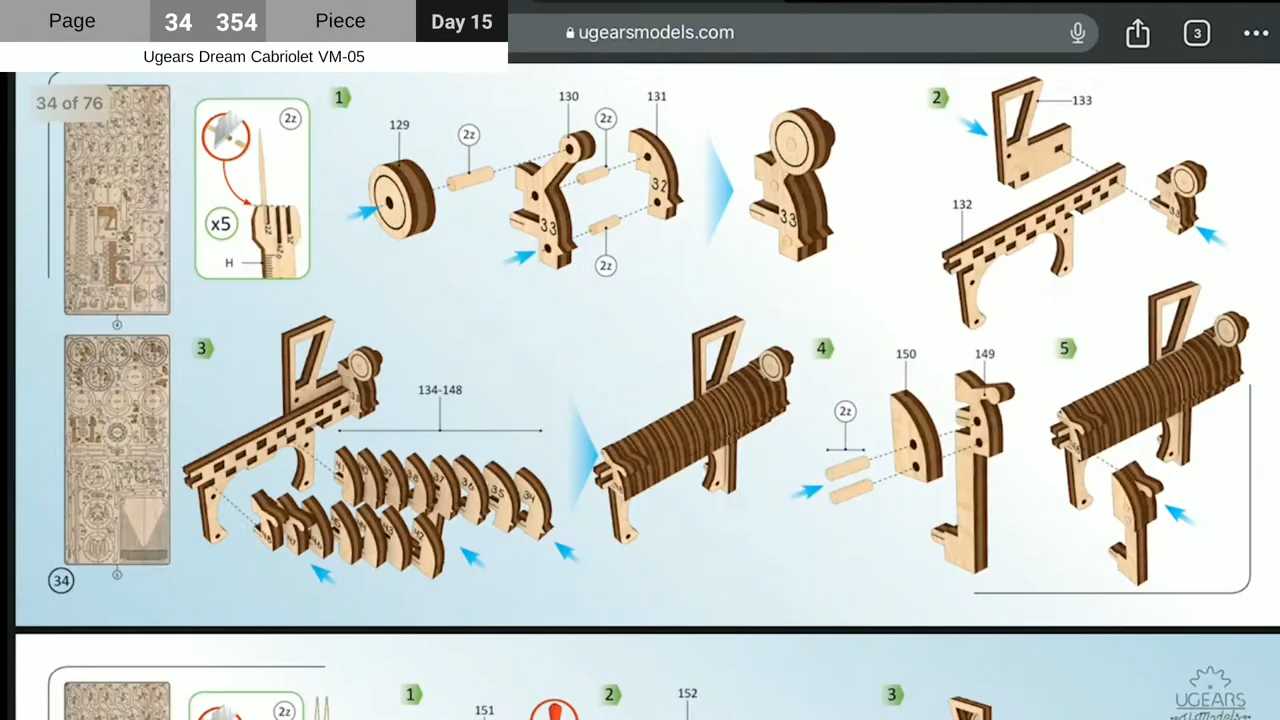 Page 34 354 Piece Day 15
Ugears Dream Cabriolet VM-05
ugearsmodels.com
3
34 of 76
2z
x5
H
1
129
2z
130
2z
131
33
32
2z
33
2
133
132
3
134-148
4
2z
150
149
5
34
2z
1
151
2
152
3
UGEARS